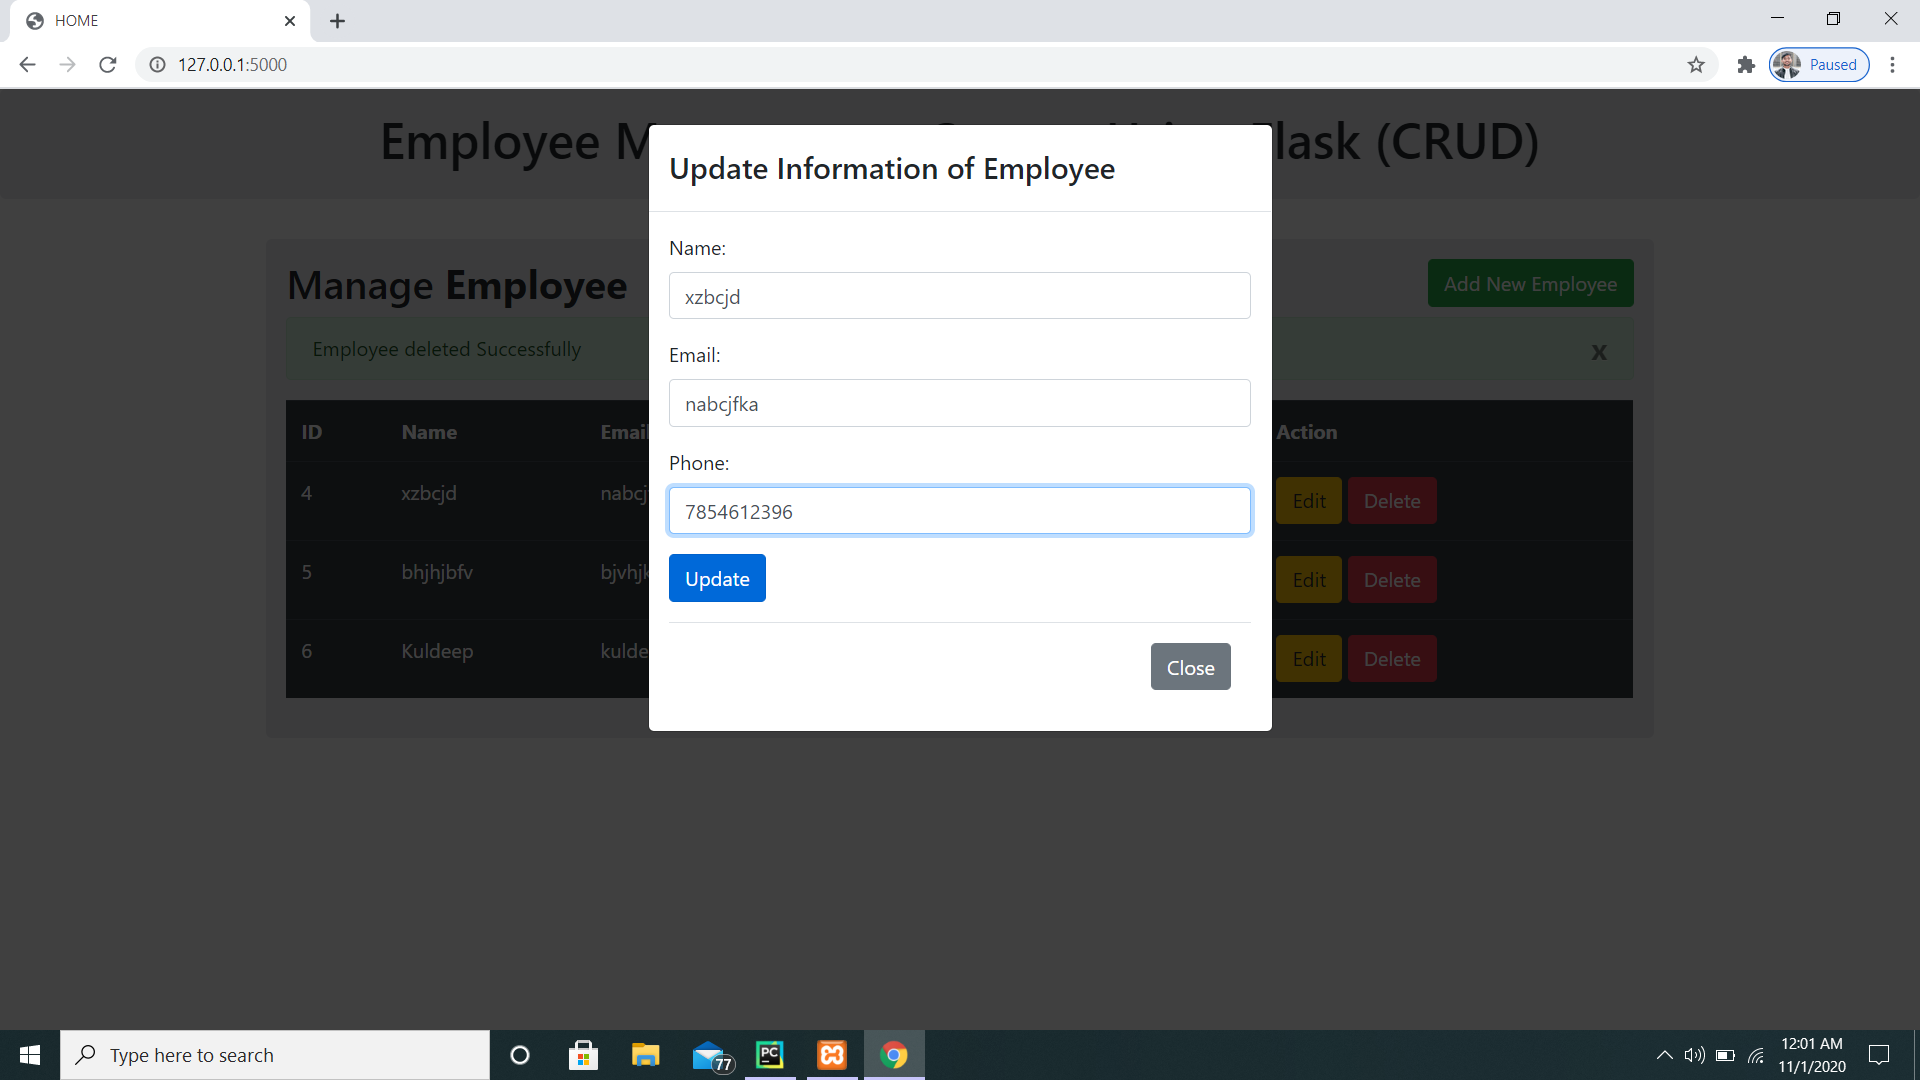 HOME
127.0.0.1:5000
Paused
Employee M
lask (CRUD)
Update Information of Employee
Manage Employee
Add New Employee
Employee deleted Successfully
x
Name:
xzbcjd
Email:
nabcjfka
Phone:
7854612396
Update
Close
ID Name Email Action
4 xzbcjd nabcj Edit Delete
5 bhjhjbfv bjvhjk Edit Delete
6 Kuldeep kulde Edit Delete
Type here to search
77
PC
12:01 AM
11/1/2020